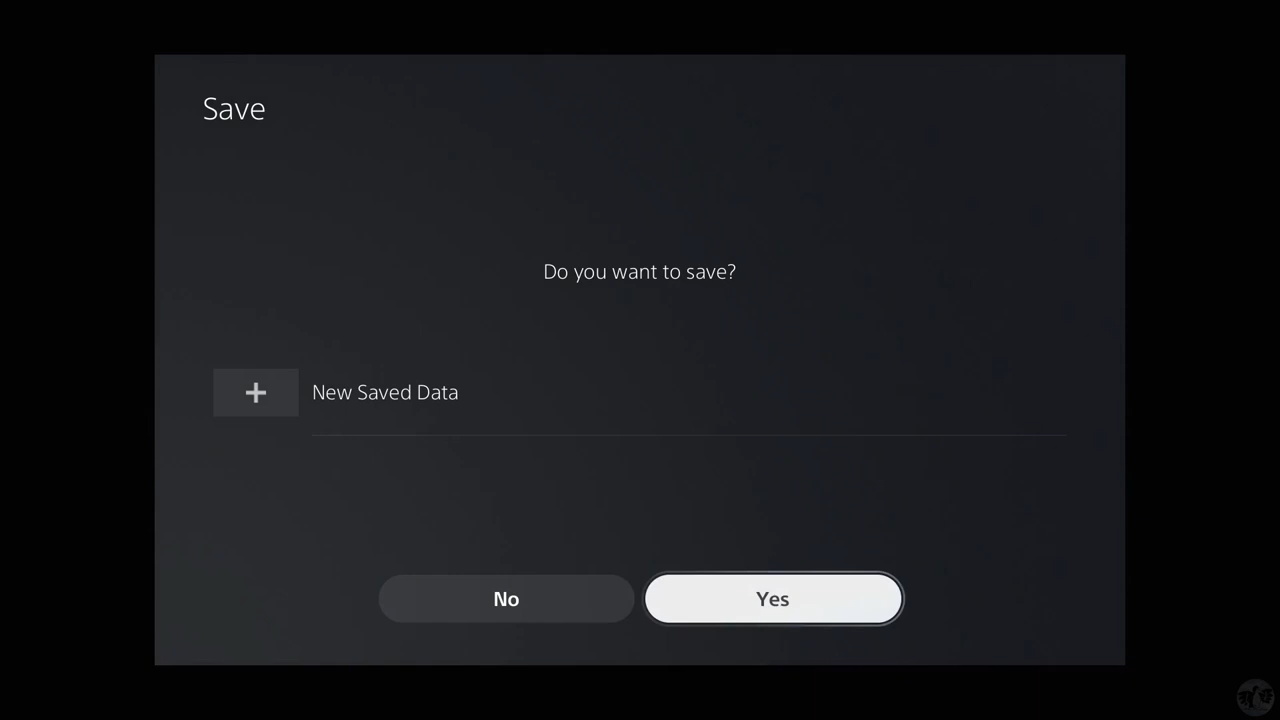 Save
Do you want to save?
New Saved Data
No
Yes